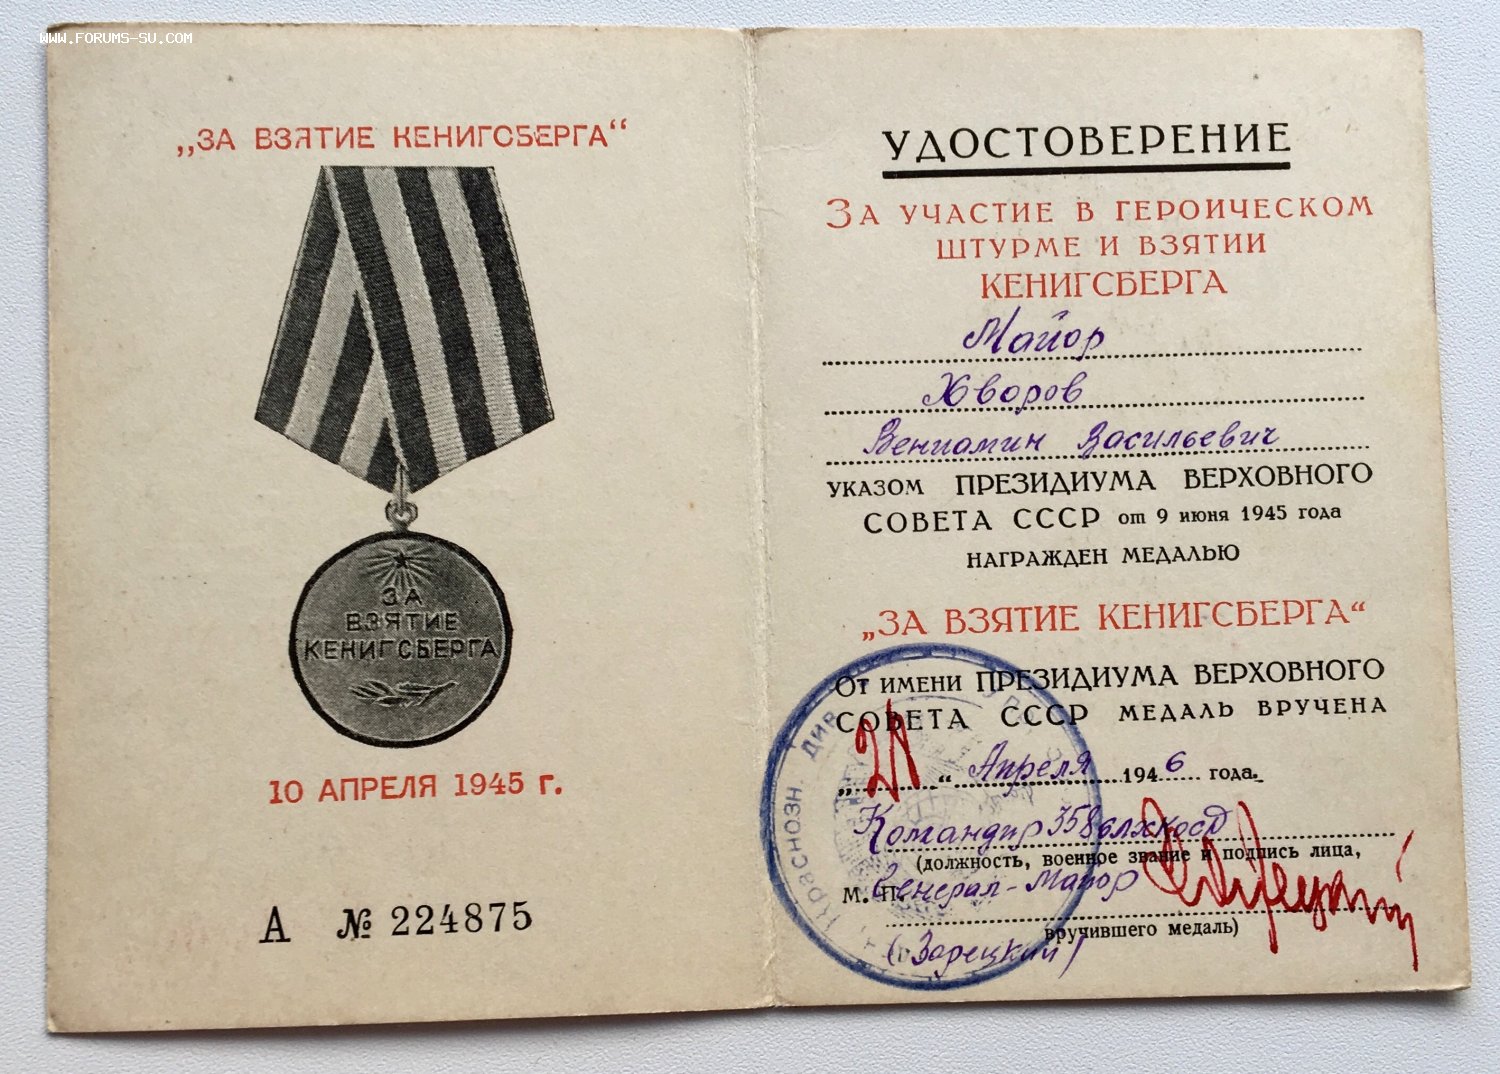 WWW.FORUMS-SU.COM
„ЗА ВЗЯТИЕ КЕНИГСБЕРГА“
ЗА
ВЗЯТИЕ
КЕНИГСБЕРГА
10 АПРЕЛЯ 1945 г.
А № 224875
УДОСТОВЕРЕНИЕ
ЗА УЧАСТИЕ В ГЕРОИЧЕСКОМ
ШТУРМЕ И ВЗЯТИИ
КЕНИГСБЕРГА
Майор
Хворов
Вениамин Васильевич
УКАЗОМ ПРЕЗИДИУМА ВЕРХОВНОГО
СОВЕТА СССР от 9 июня 1945 года
НАГРАЖДЕН МЕДАЛЬЮ
„ЗА ВЗЯТИЕ КЕНИГСБЕРГА“
ОТ ИМЕНИ ПРЕЗИДИУМА ВЕРХОВНОГО
СОВЕТА СССР МЕДАЛЬ ВРУЧЕНА
Апреля 1946 года.
Командир 358
(должность, военное звание и подпись лица,
М. П. Генерал-Майор
вручившего медаль)
(Зарецкий)
Краснозн. див